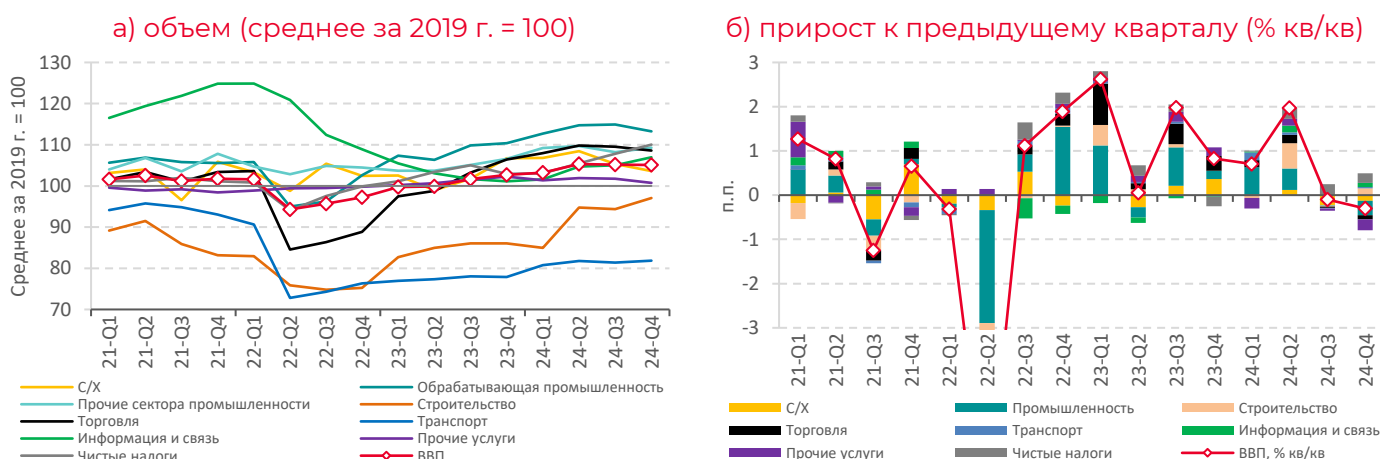 а) объем (среднее за 2019 г. = 100)
Среднее за 2019 г. = 100
130
120
110
100
90
80
70
21-Q1
21-Q2
21-Q3
21-Q4
22-Q1
22-Q2
22-Q3
22-Q4
23-Q1
23-Q2
23-Q3
23-Q4
24-Q1
24-Q2
24-Q3
24-Q4
С/Х
Обрабатывающая промышленность
Прочие сектора промышленности
Строительство
Торговля
Транспорт
Информация и связь
Прочие услуги
Чистые налоги
ВВП
б) прирост к предыдущему кварталу (% кв/кв)
п.п.
3
2
1
0
-1
-2
-3
21-Q1
21-Q2
21-Q3
21-Q4
22-Q1
22-Q2
22-Q3
22-Q4
23-Q1
23-Q2
23-Q3
23-Q4
24-Q1
24-Q2
24-Q3
24-Q4
С/Х
Промышленность
Строительство
Торговля
Транспорт
Информация и связь
Прочие услуги
Чистые налоги
ВВП, % кв/кв